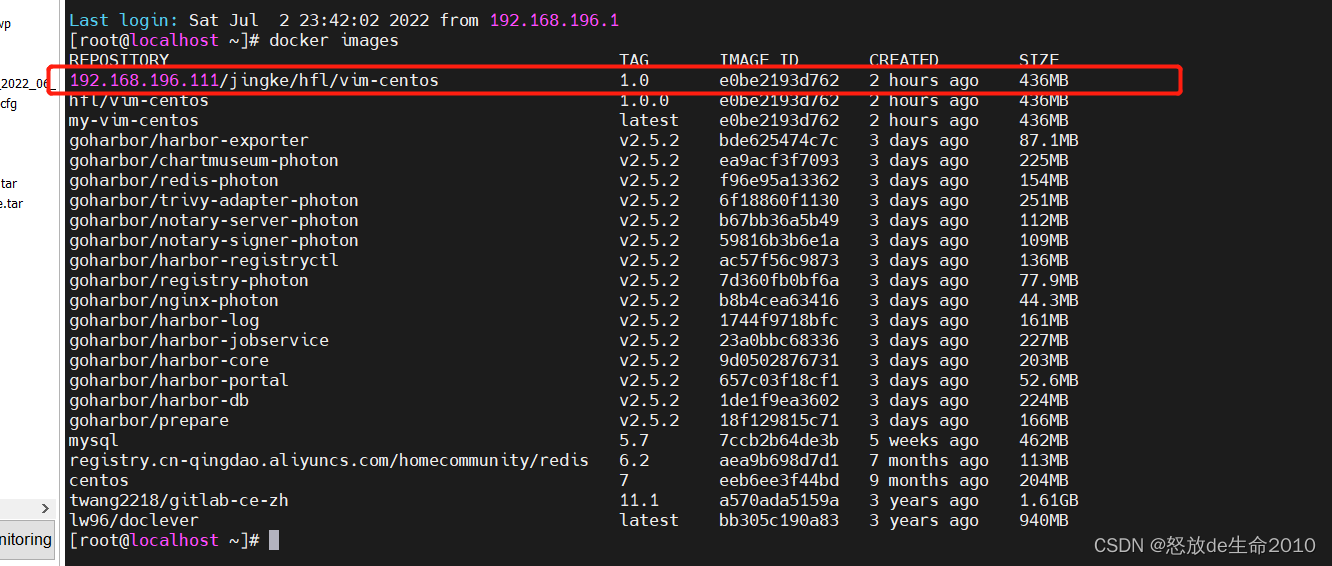 Last login: Sat Jul  2 23:42:02 2022 from 192.168.196.1
[root@localhost ~]# docker images
REPOSITORY TAG IMAGE ID CREATED SIZE
192.168.196.111/jingke/hfl/vim-centos 1.0 e0be2193d762 2 hours ago 436MB
hfl/vim-centos 1.0.0 e0be2193d762 2 hours ago 436MB
my-vim-centos latest e0be2193d762 2 hours ago 436MB
goharbor/harbor-exporter v2.5.2 bde625474c7c 3 days ago 87.1MB
goharbor/chartmuseum-photon v2.5.2 ea9acf3f7093 3 days ago 225MB
goharbor/redis-photon v2.5.2 f96e95a13362 3 days ago 154MB
goharbor/trivy-adapter-photon v2.5.2 6f18860f1130 3 days ago 251MB
goharbor/notary-server-photon v2.5.2 b67bb36a5b49 3 days ago 112MB
goharbor/notary-signer-photon v2.5.2 59816b3b6e1a 3 days ago 109MB
goharbor/harbor-registryctl v2.5.2 ac57f56c9873 3 days ago 136MB
goharbor/registry-photon v2.5.2 7d360fb0bf6a 3 days ago 77.9MB
goharbor/nginx-photon v2.5.2 b8b4cea63416 3 days ago 44.3MB
goharbor/harbor-log v2.5.2 1744f9718bfc 3 days ago 161MB
goharbor/harbor-jobservice v2.5.2 23a0bbc68336 3 days ago 227MB
goharbor/harbor-core v2.5.2 9d0502876731 3 days ago 203MB
goharbor/harbor-portal v2.5.2 657c03f18cf1 3 days ago 52.6MB
goharbor/harbor-db v2.5.2 1de1f9ea3602 3 days ago 224MB
goharbor/prepare v2.5.2 18f129815c71 3 days ago 166MB
mysql 5.7 7ccb2b64de3b 5 weeks ago 462MB
registry.cn-qingdao.aliyuncs.com/homecommunity/redis 6.2 aea9b698d7d1 7 months ago 113MB
centos 7 eeb6ee3f44bd 9 months ago 204MB
twang2218/gitlab-ce-zh 11.1 a570ada5159a 3 years ago 1.61GB
lw96/doclever latest bb305c190a83 3 years ago 940MB
[root@localhost ~]#
vp
_2022_06_
cfg
.tar
e.tar
nitoring
CSDN @怒放de生命2010